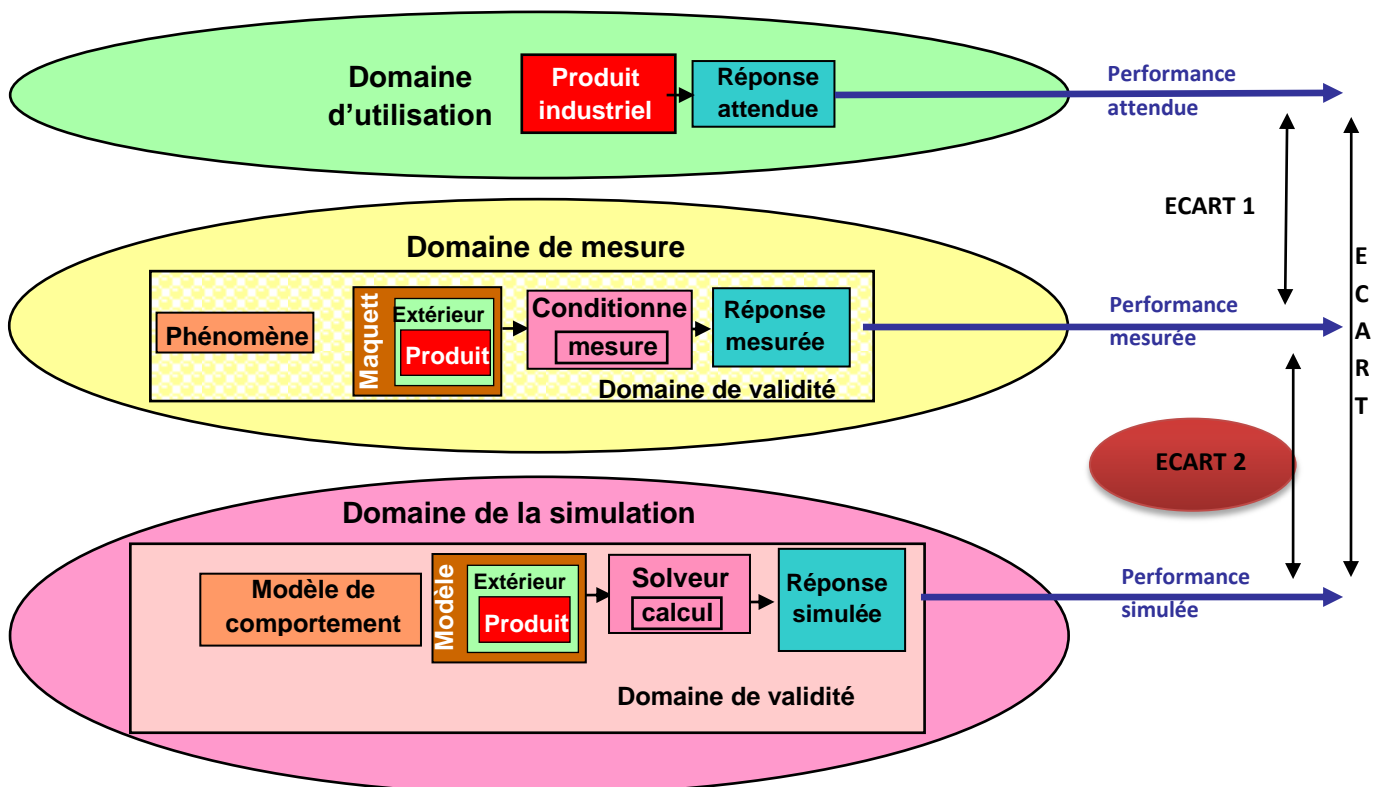 Domaine
d'utilisation
Produit
industriel
Réponse
attendue
Performance
attendue
ECART 1
Domaine de mesure
Phénomène
Maquett
Extérieur
Produit
Conditionne
mesure
Réponse
mesurée
Domaine de validité
Performance
mesurée
ECART
ECART 2
Domaine de la simulation
Modèle de
comportement
Modèle
Extérieur
Produit
Solveur
calcul
Réponse
simulée
Domaine de validité
Performance
simulée